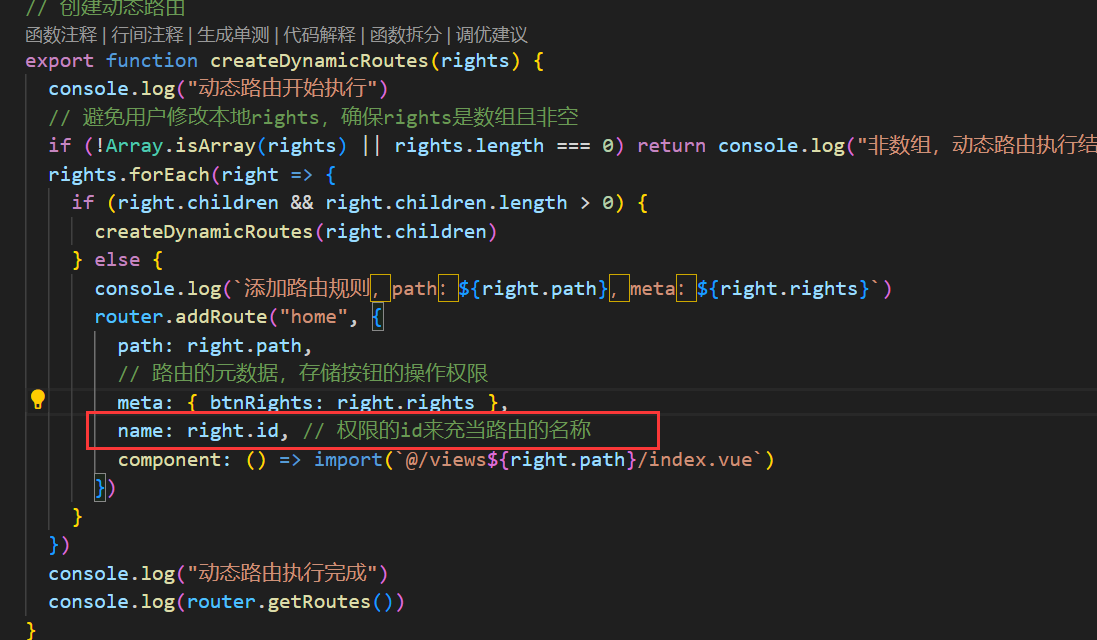 // 创建动态路由
函数注释 | 行间注释 | 生成单测 | 代码解释 | 函数拆分 | 调优建议
export function createDynamicRoutes(rights) {
console.log("动态路由开始执行")
// 避免用户修改本地rights，确保rights是数组且非空
if (!Array.isArray(rights) || rights.length === 0) return console.log("非数组，动态路由执行结
rights.forEach(right => {
if (right.children && right.children.length > 0) {
createDynamicRoutes(right.children)
} else {
console.log(`添加路由规则，path：${right.path}，meta：${right.rights}`)
router.addRoute("home", {
path: right.path,
// 路由的元数据，存储按钮的操作权限
meta: { btnRights: right.rights },
name: right.id, // 权限的id来充当路由的名称
component: () => import(`@/views${right.path}/index.vue`)
})
}
})
console.log("动态路由执行完成")
console.log(router.getRoutes())
}